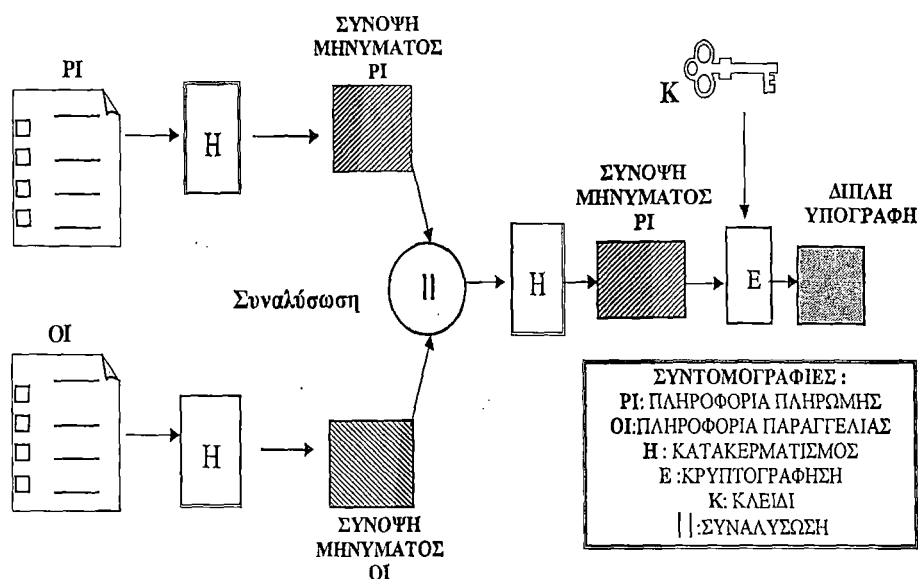 PI
H
ΣΥΝΟΨΗ
ΜΗΝΥΜΑΤΟΣ
PI
Συναλύσωση
||
OI
H
ΣΥΝΟΨΗ
ΜΗΝΥΜΑΤΟΣ
OI
H
ΣΥΝΟΨΗ
ΜΗΝΥΜΑΤΟΣ
PI
K
E
ΔΙΠΛΗ
ΥΠΟΓΡΑΦΗ
ΣΥΝΤΟΜΟΓΡΑΦΙΕΣ :
PI: ΠΛΗΡΟΦΟΡΙΑ ΠΛΗΡΩΜΗΣ
OI:ΠΛΗΡΟΦΟΡΙΑ ΠΑΡΑΓΓΕΛΙΑΣ
H : ΚΑΤΑΚΕΡΜΑΤΙΣΜΟΣ
E :ΚΡΥΠΤΟΓΡΑΦΗΣΗ
K: ΚΛΕΙΔΙ
||:ΣΥΝΑΛΥΣΩΣΗ